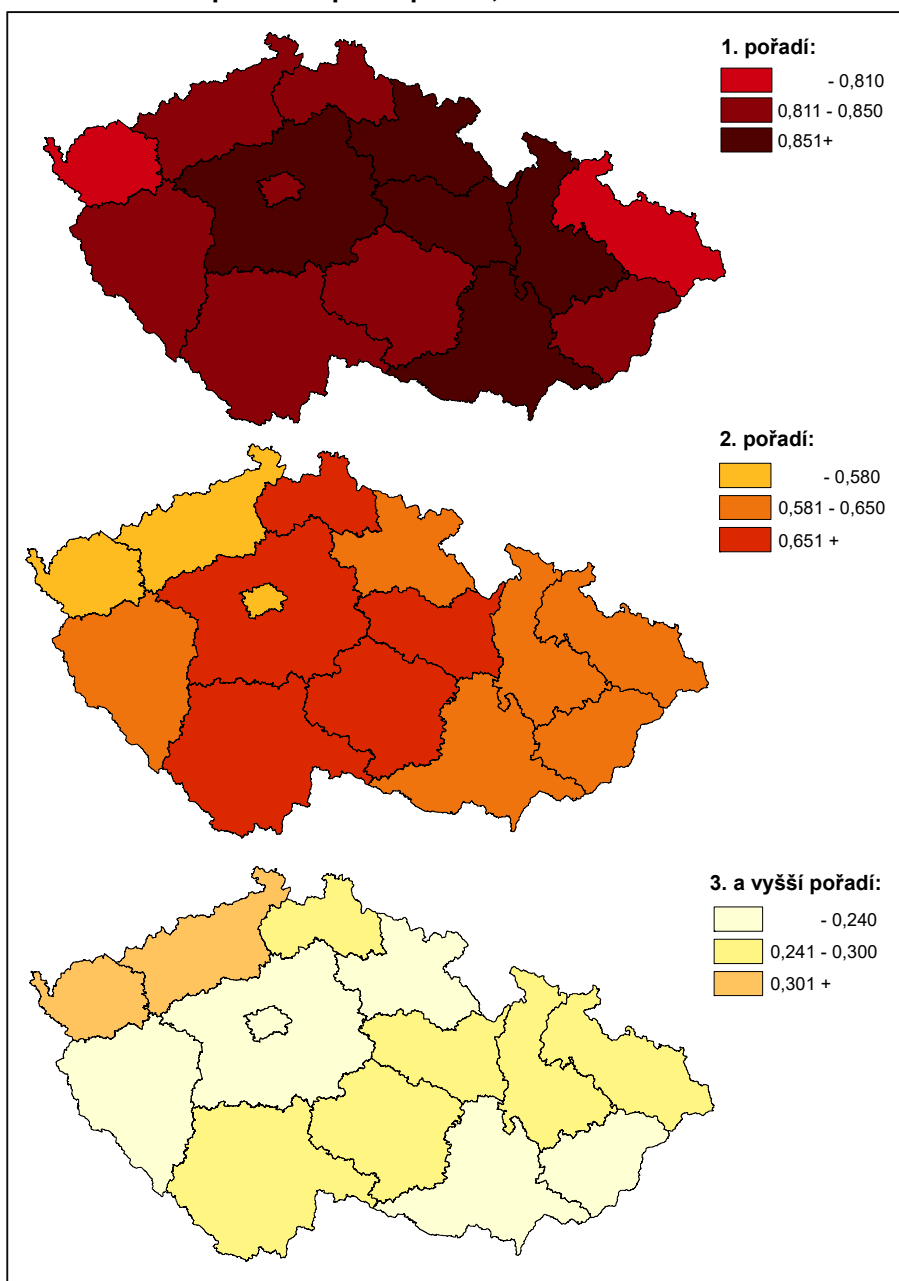 1. pořadí:
- 0,810
0,811 - 0,850
0,851+
2. pořadí:
- 0,580
0,581 - 0,650
0,651 +
3. a vyšší pořadí:
- 0,240
0,241 - 0,300
0,301 +